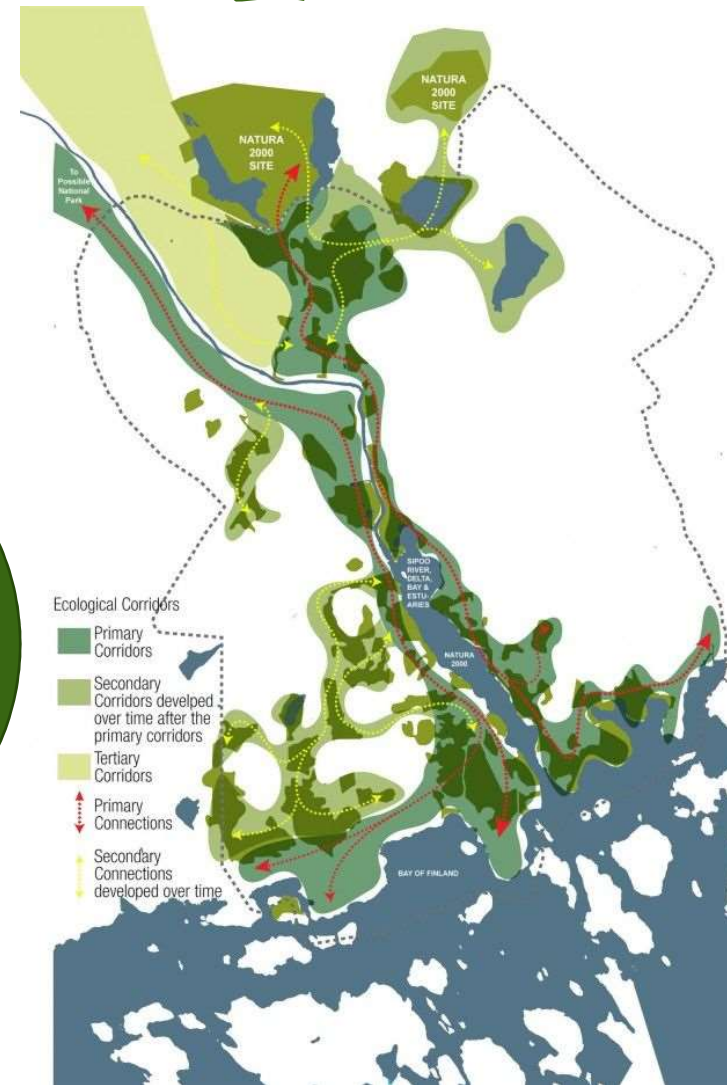 NATURA
2000
SITE
NATURA
2000
SITE
To
Possible
National
Park
SIPOO
RIVER,
DELTA,
BAY &
ESTU-
ARIES
NATURA
2000
Ecological Corridors
Primary
Corridors
Secondary
Corridors develped
over time after the
primary corridors
Tertiary
Corridors
Primary
Connections
Secondary
Connections
developed over time
BAY OF FINLAND